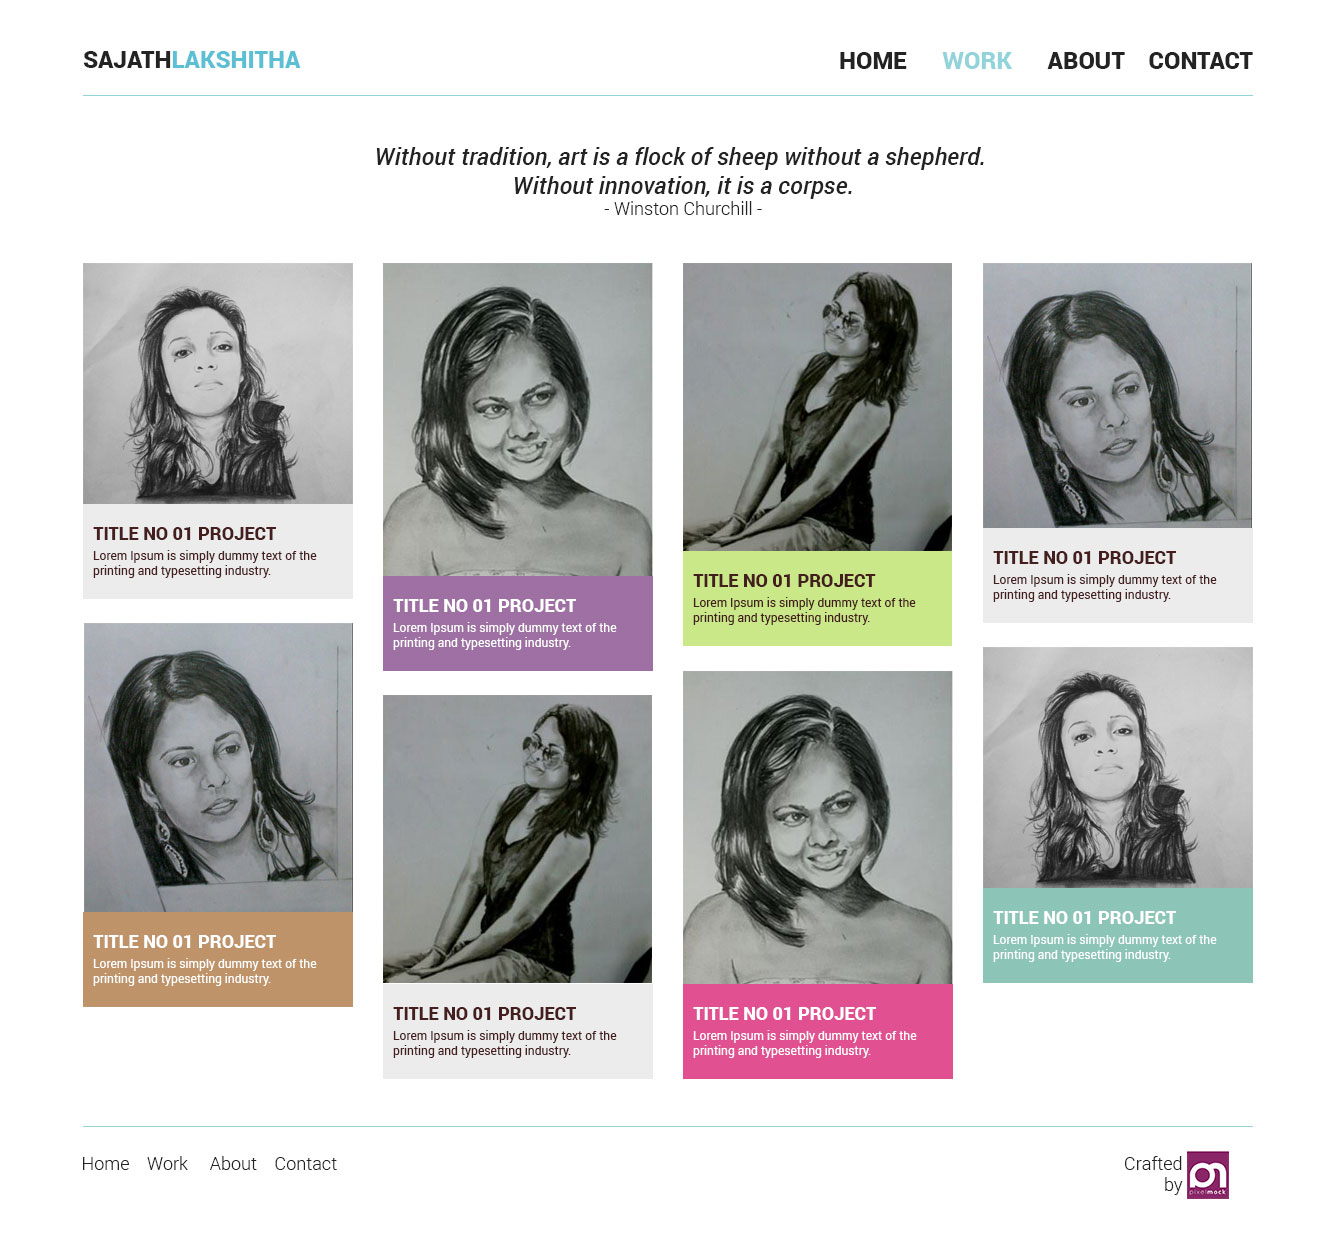 SAJATHLAKSHITHA
HOME WORK ABOUT CONTACT
Without tradition, art is a flock of sheep without a shepherd.
Without innovation, it is a corpse.
- Winston Churchill -
TITLE NO 01 PROJECT
Lorem Ipsum is simply dummy text of the
printing and typesetting industry.
TITLE NO 01 PROJECT
Lorem Ipsum is simply dummy text of the
printing and typesetting industry.
TITLE NO 01 PROJECT
Lorem Ipsum is simply dummy text of the
printing and typesetting industry.
TITLE NO 01 PROJECT
Lorem Ipsum is simply dummy text of the
printing and typesetting industry.
TITLE NO 01 PROJECT
Lorem Ipsum is simply dummy text of the
printing and typesetting industry.
TITLE NO 01 PROJECT
Lorem Ipsum is simply dummy text of the
printing and typesetting industry.
TITLE NO 01 PROJECT
Lorem Ipsum is simply dummy text of the
printing and typesetting industry.
TITLE NO 01 PROJECT
Lorem Ipsum is simply dummy text of the
printing and typesetting industry.
Home Work About Contact
Crafted
by
pixelmock